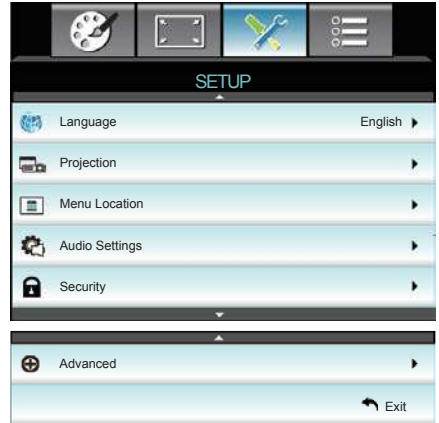 SETUP
Language English
Projection
Menu Location
Audio Settings
Security
Advanced
Exit